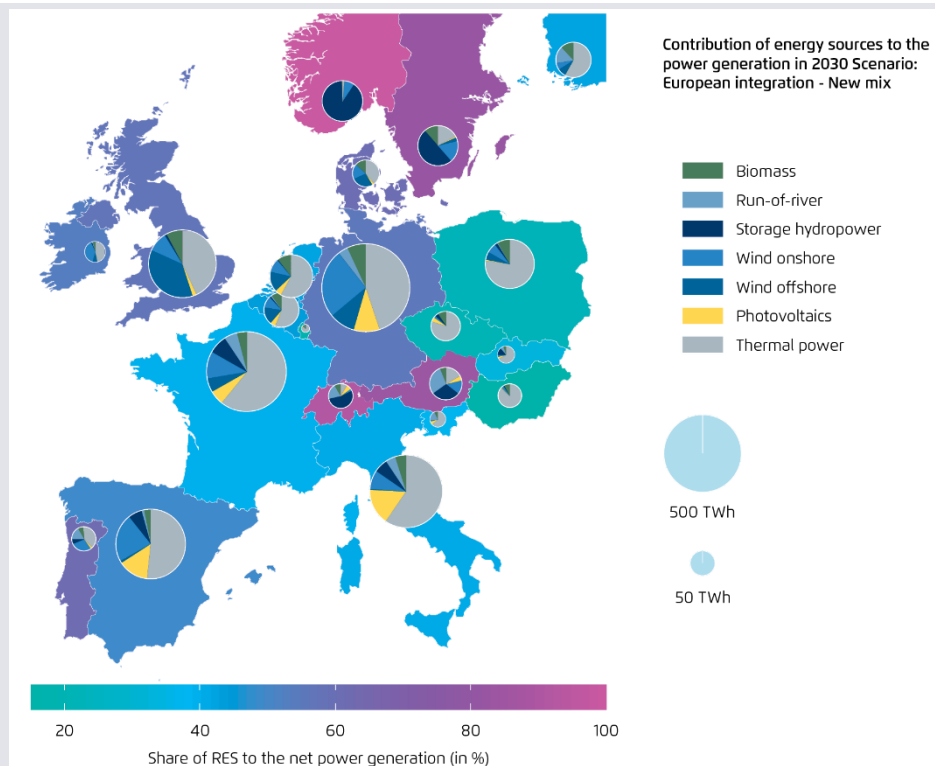 Contribution of energy sources to the
power generation in 2030 Scenario:
European integration - New mix
Biomass
Run-of-river
Storage hydropower
Wind onshore
Wind offshore
Photovoltaics
Thermal power
500 TWh
50 TWh
20 40 60 80 100
Share of RES to the net power generation (in %)